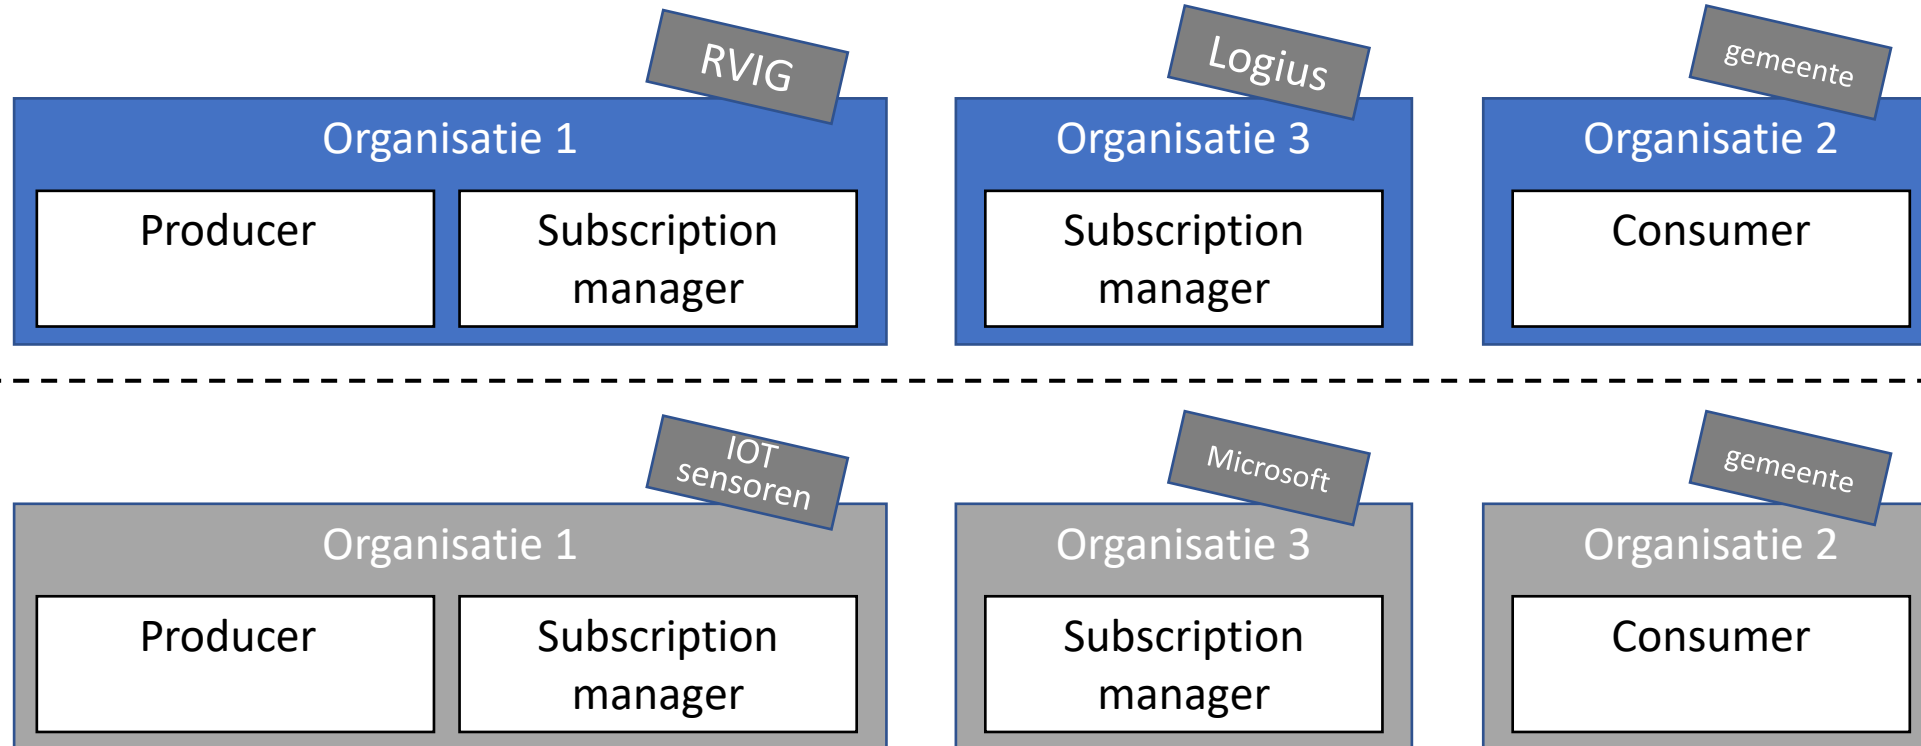 RVIG
Logius
gemeente
Organisatie 1
Organisatie 3
Organisatie 2
Producer
Subscription
manager
Subscription
manager
Consumer
IOT
sensoren
Microsoft
gemeente
Organisatie 1
Organisatie 3
Organisatie 2
Producer
Subscription
manager
Subscription
manager
Consumer